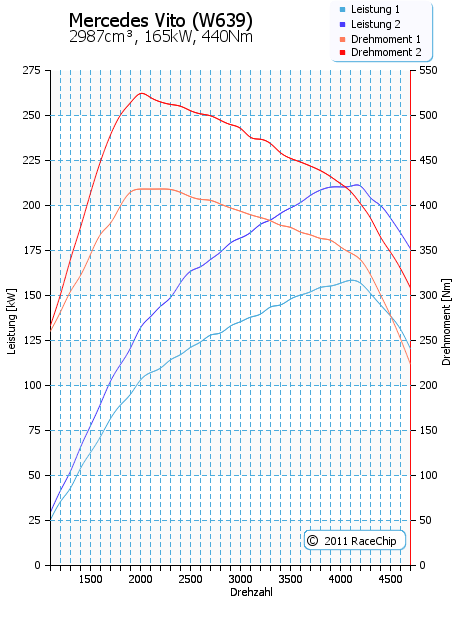 Mercedes Vito (W639)
2987cm³, 165kW, 440Nm
Leistung 1
Leistung 2
Drehmoment 1
Drehmoment 2
275
250
225
200
175
150
125
100
75
50
25
0
Leistung [kW]
550
500
450
400
350
300
250
200
150
100
50
0
Drehmoment [Nm]
1500 2000 2500 3000 3500 4000 4500
Drehzahl
© 2011 RaceChip